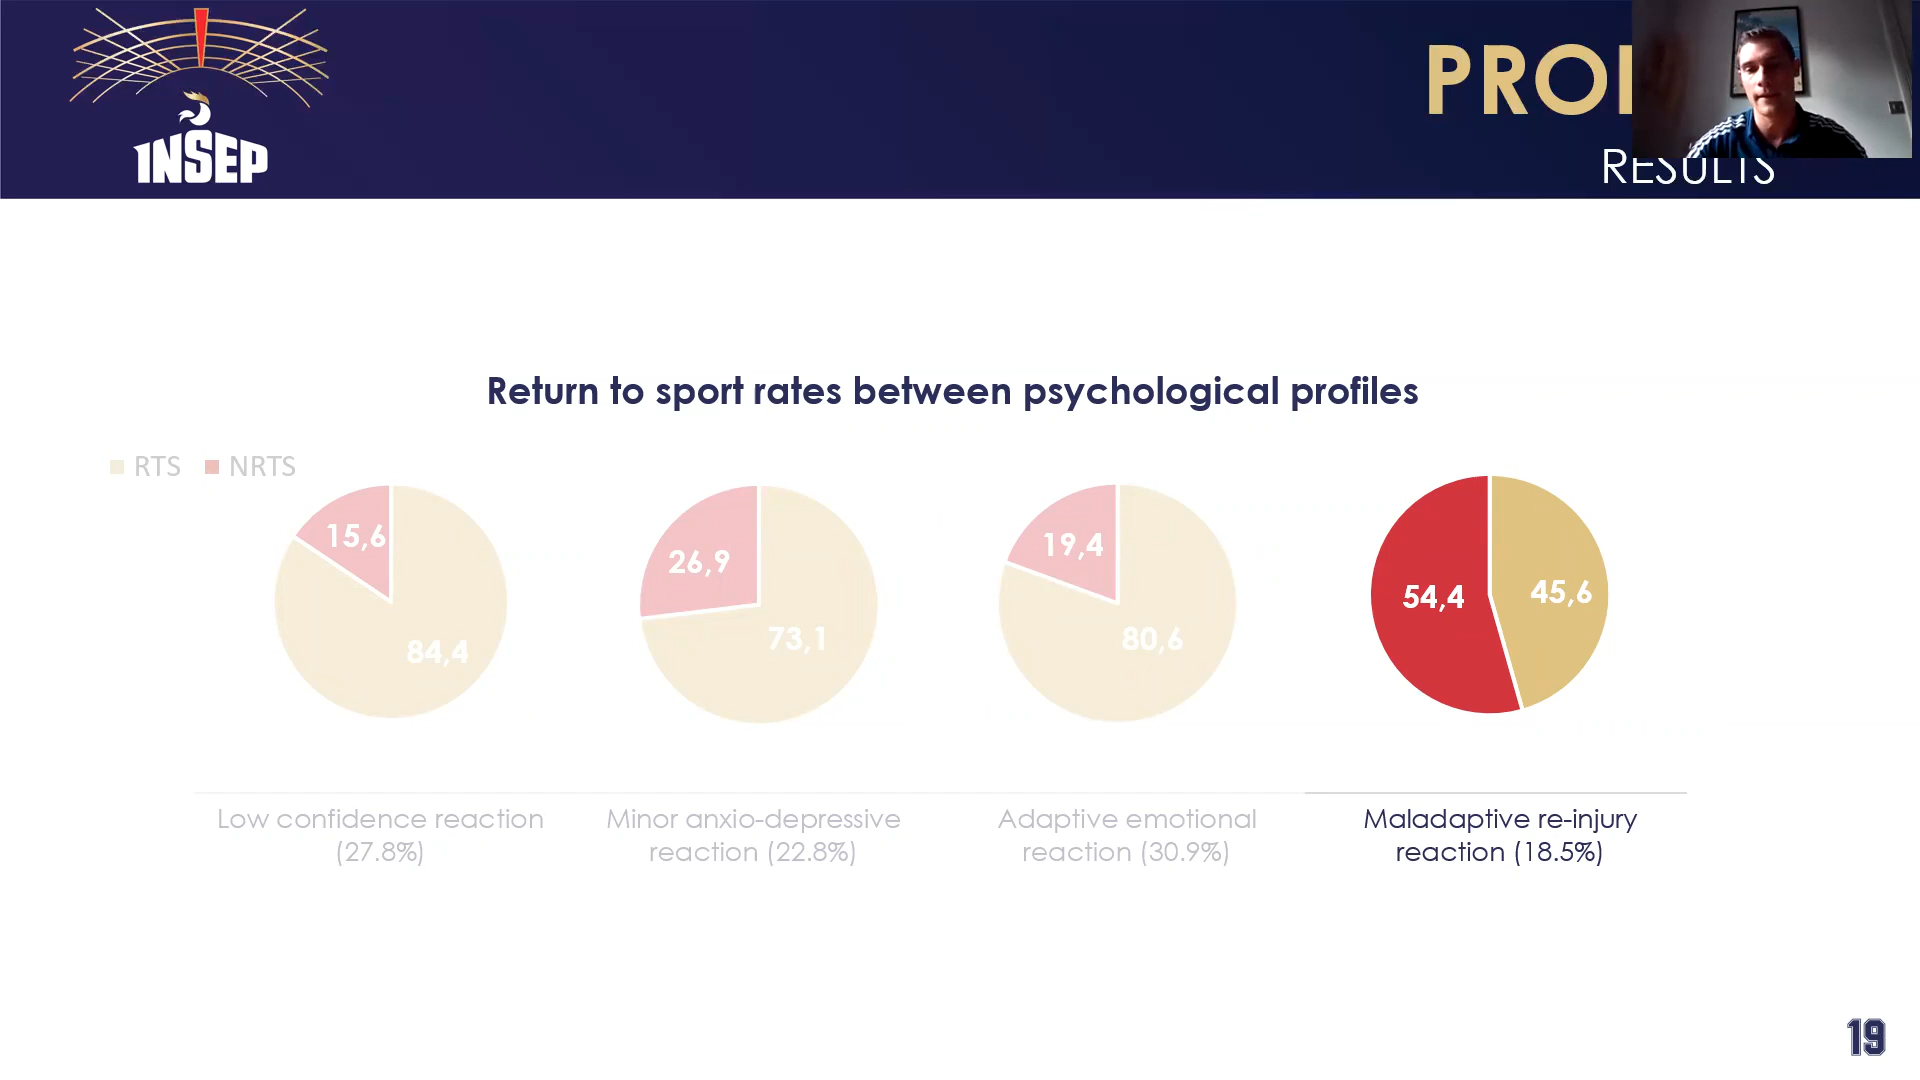 INSEP
RESULTS
Return to sport rates between psychological profiles
RTS NRTS
15,6
84,4
26,9
73,1
19,4
80,6
54,4
45,6
Low confidence reaction
(27.8%)
Minor anxio-depressive
reaction (22.8%)
Adaptive emotional
reaction (30.9%)
Maladaptive re-injury
reaction (18.5%)
19